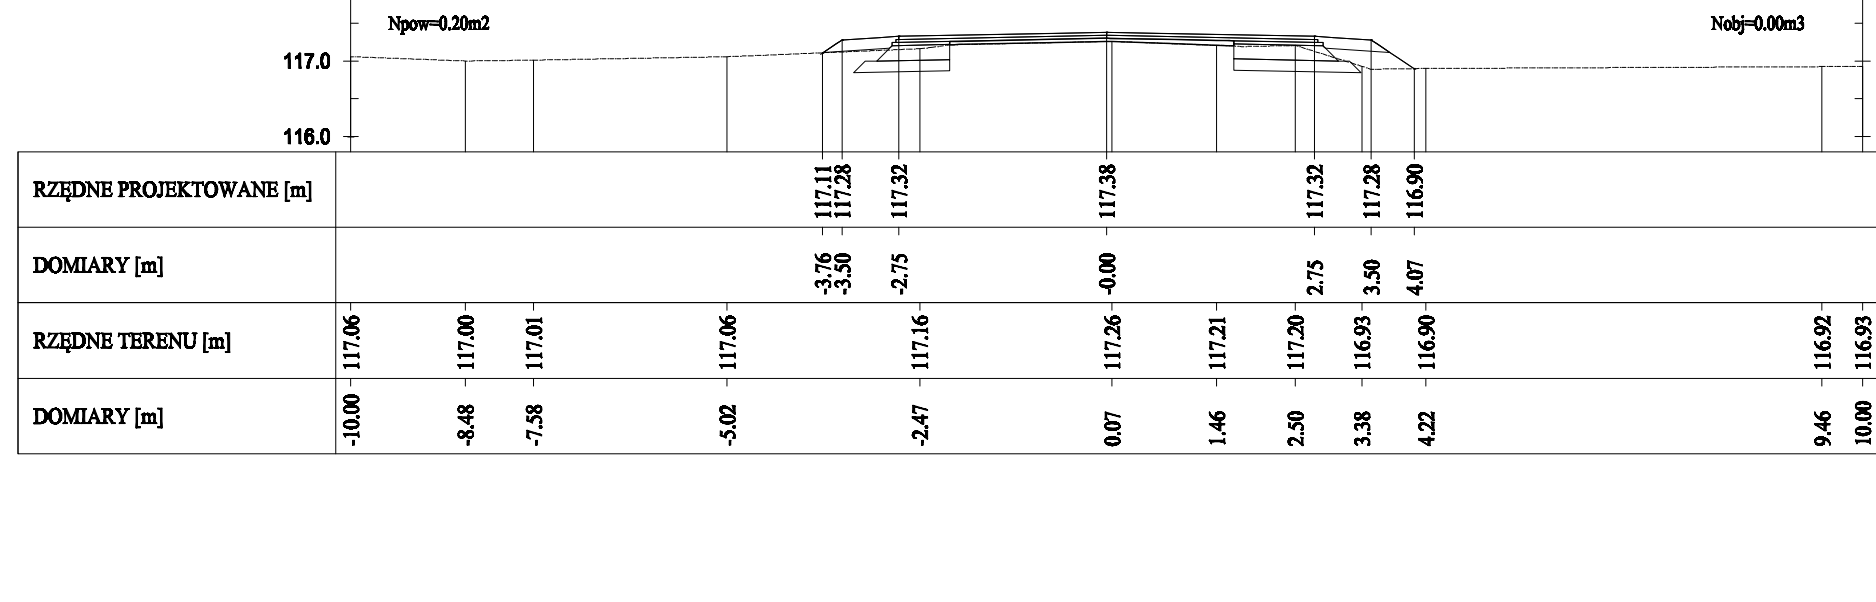 Npow=0.20m2 Nobj=0.00m3
117.0
116.0
RZĘDNE PROJEKTOWANE [m] 117.11 117.28 117.32 117.38 117.32 117.28 116.90
DOMIARY [m] -3.76 -3.50 -2.75 -0.00 2.75 3.50 4.07
RZĘDNE TERENU [m] 117.06 117.00 117.01 117.06 117.16 117.26 117.21 117.20 116.93 116.90 116.92 116.93
DOMIARY [m] -10.00 -8.48 -7.58 -5.02 -2.47 0.07 1.46 2.50 3.38 4.22 9.46 10.00